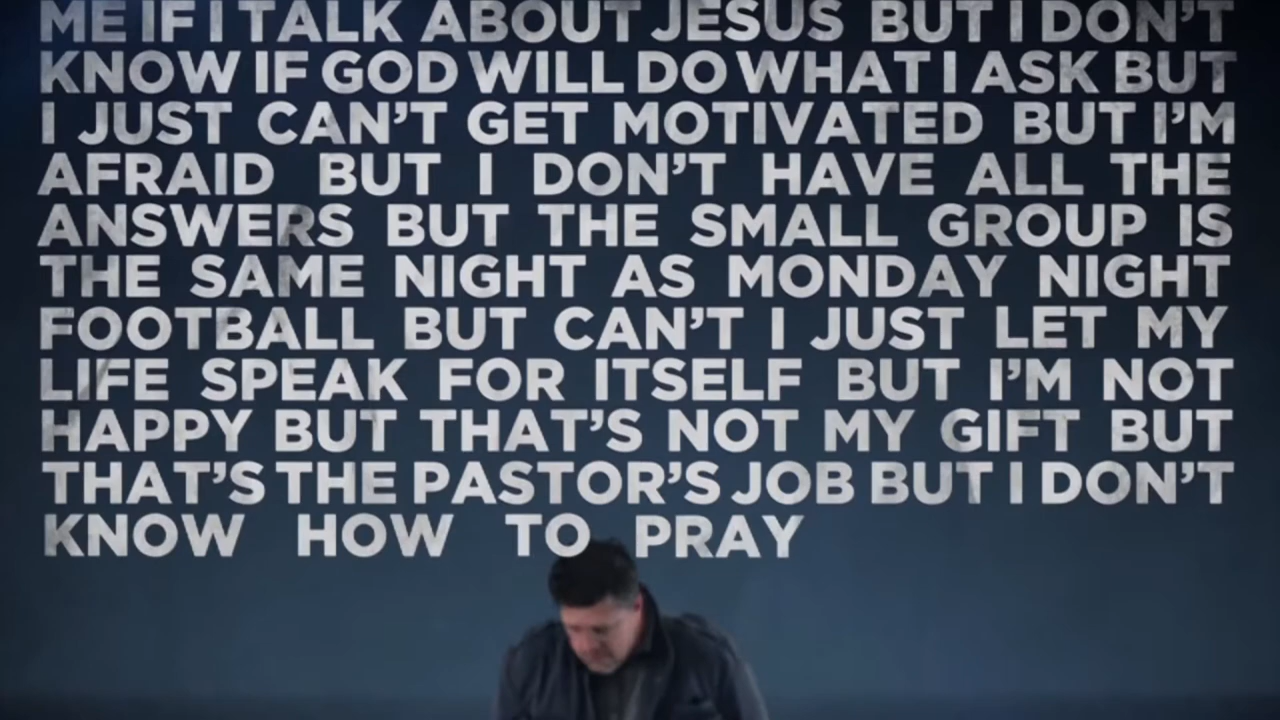 ME IF I TALK ABOUT JESUS BUT I DON'T
KNOW IF GOD WILL DO WHAT I ASK BUT
I JUST CAN'T GET MOTIVATED BUT I'M
AFRAID BUT I DON'T HAVE ALL THE
ANSWERS BUT THE SMALL GROUP IS
THE SAME NIGHT AS MONDAY NIGHT
FOOTBALL BUT CAN'T I JUST LET MY
LIFE SPEAK FOR ITSELF BUT I'M NOT
HAPPY BUT THAT'S NOT MY GIFT BUT
THAT'S THE PASTOR'S JOB BUT I DON'T
KNOW HOW TO PRAY